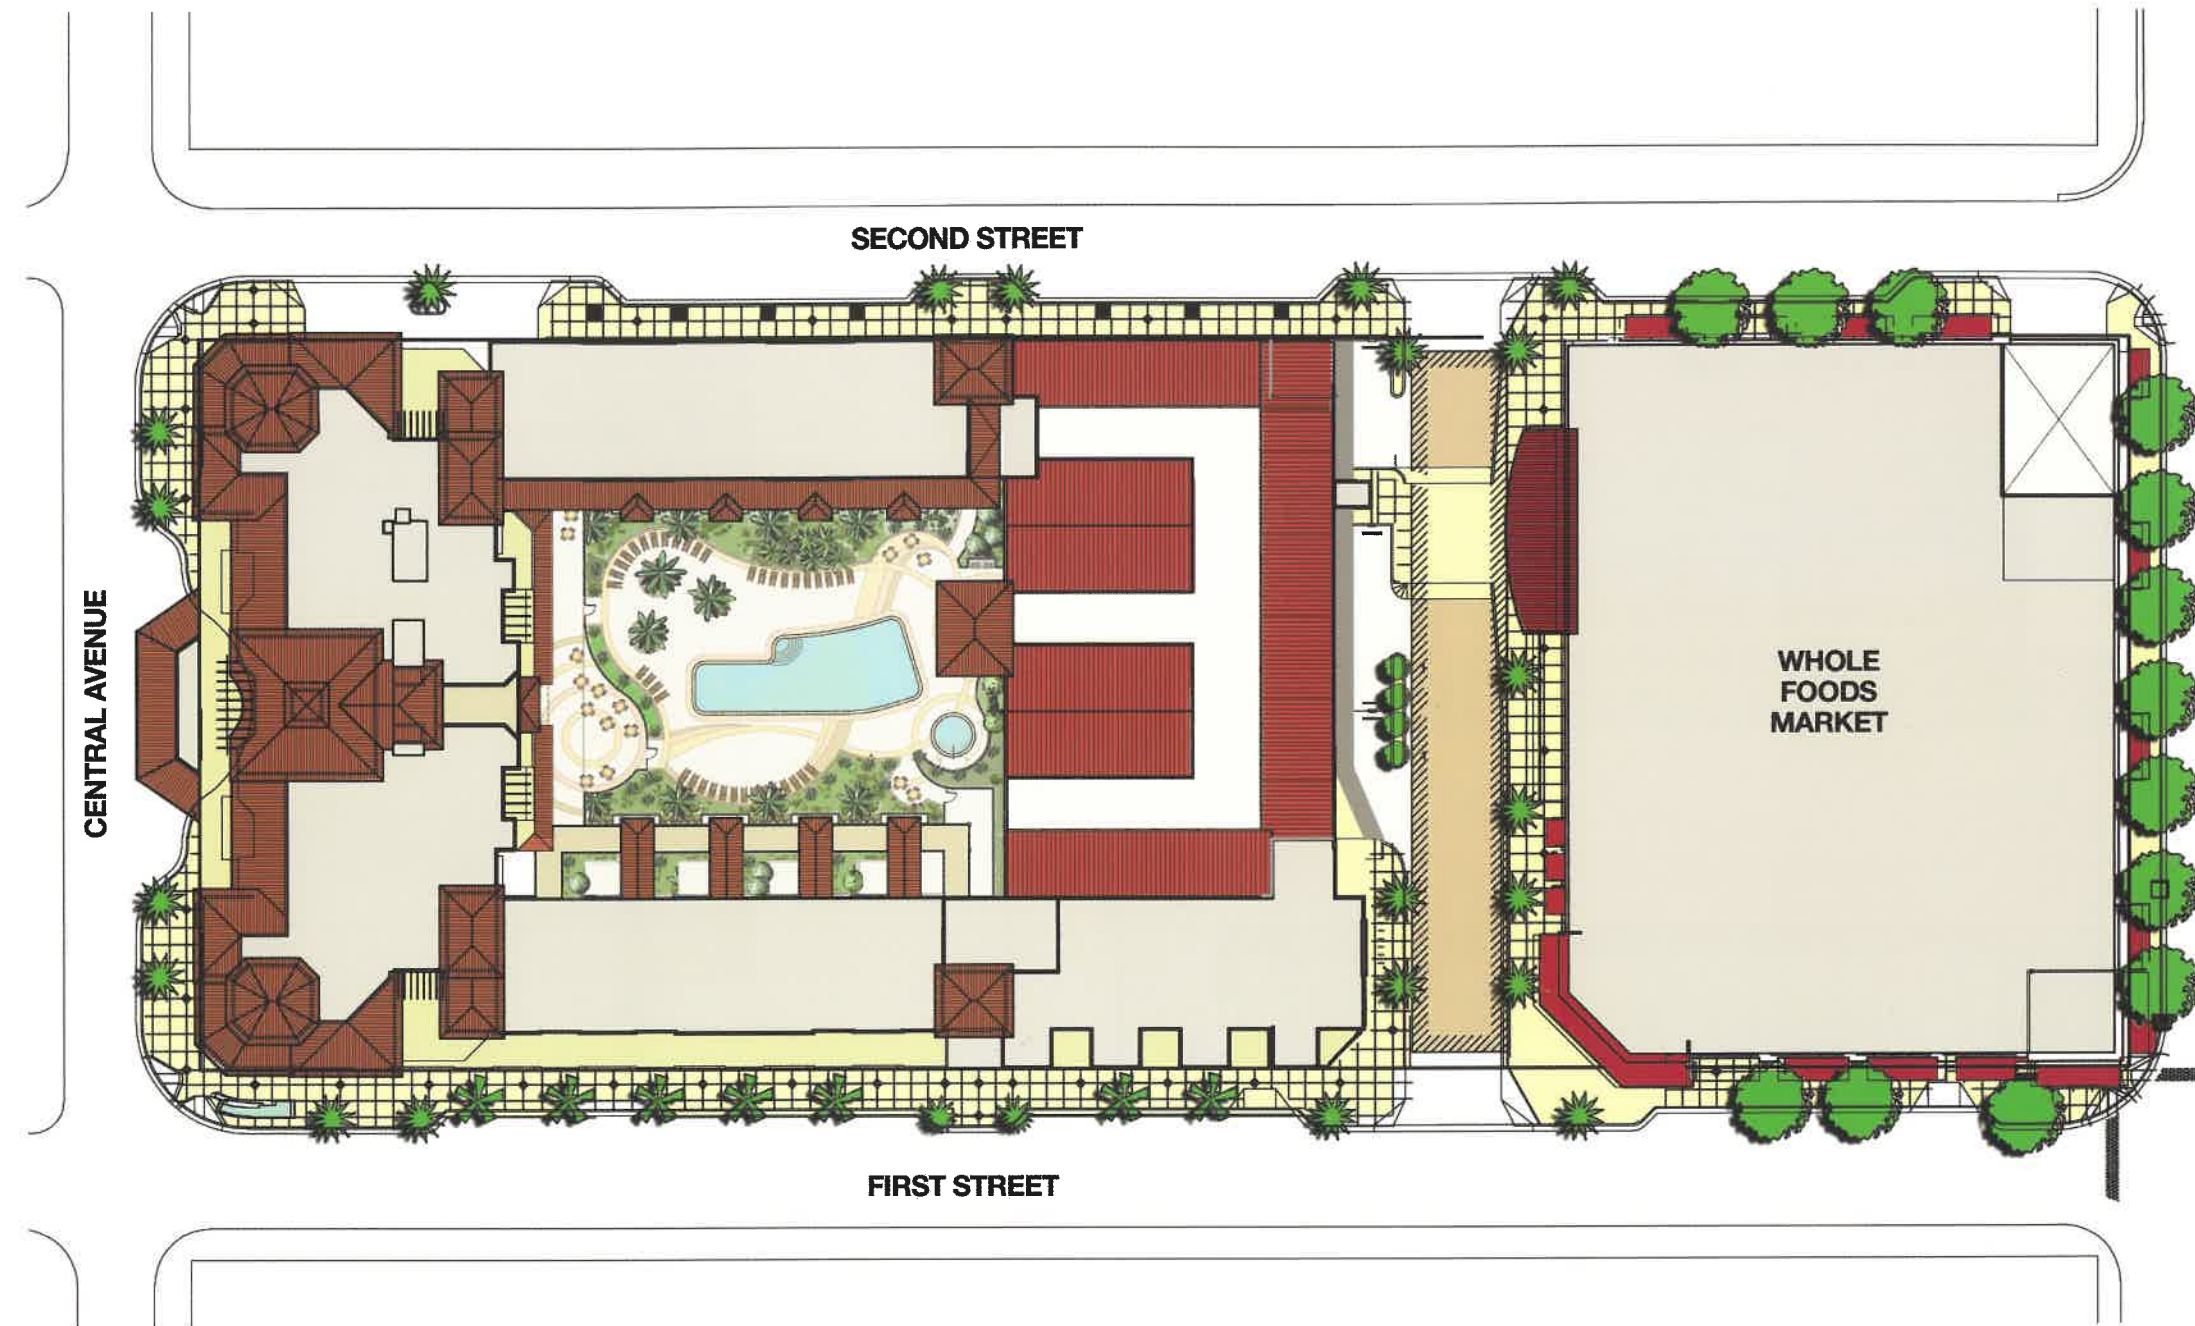 SECOND STREET
CENTRAL AVENUE
WHOLE
FOODS
MARKET
FIRST STREET